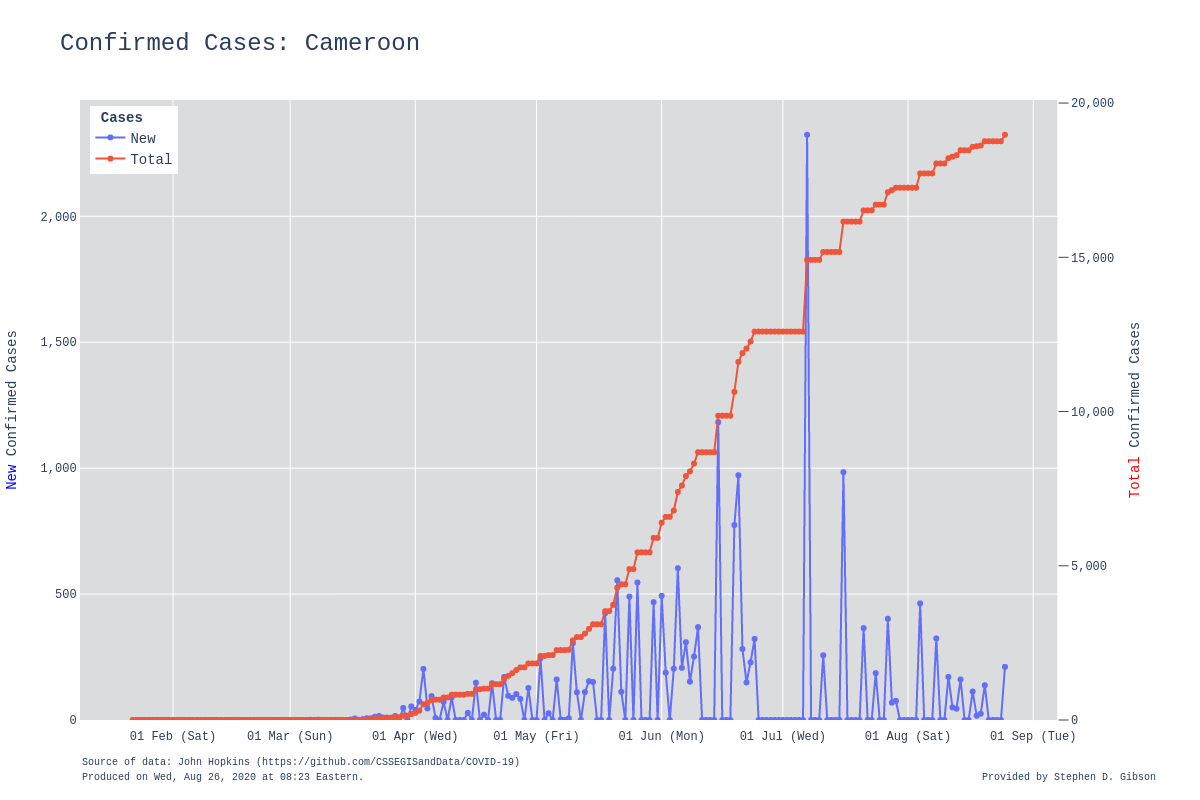 Confirmed Cases: Cameroon
Cases
New
Total
20,000
15,000
10,000
5,000
0
2,000
1,500
1,000
500
0
New Confirmed Cases
Total Confirmed Cases
01 Feb (Sat)
01 Mar (Sun)
01 Apr (Wed)
01 May (Fri)
01 Jun (Mon)
01 Jul (Wed)
01 Aug (Sat)
01 Sep (Tue)
Source of data: John Hopkins (https://github.com/CSSEGISandData/COVID-19)
Produced on Wed, Aug 26, 2020 at 08:23 Eastern.
Provided by Stephen D. Gibson